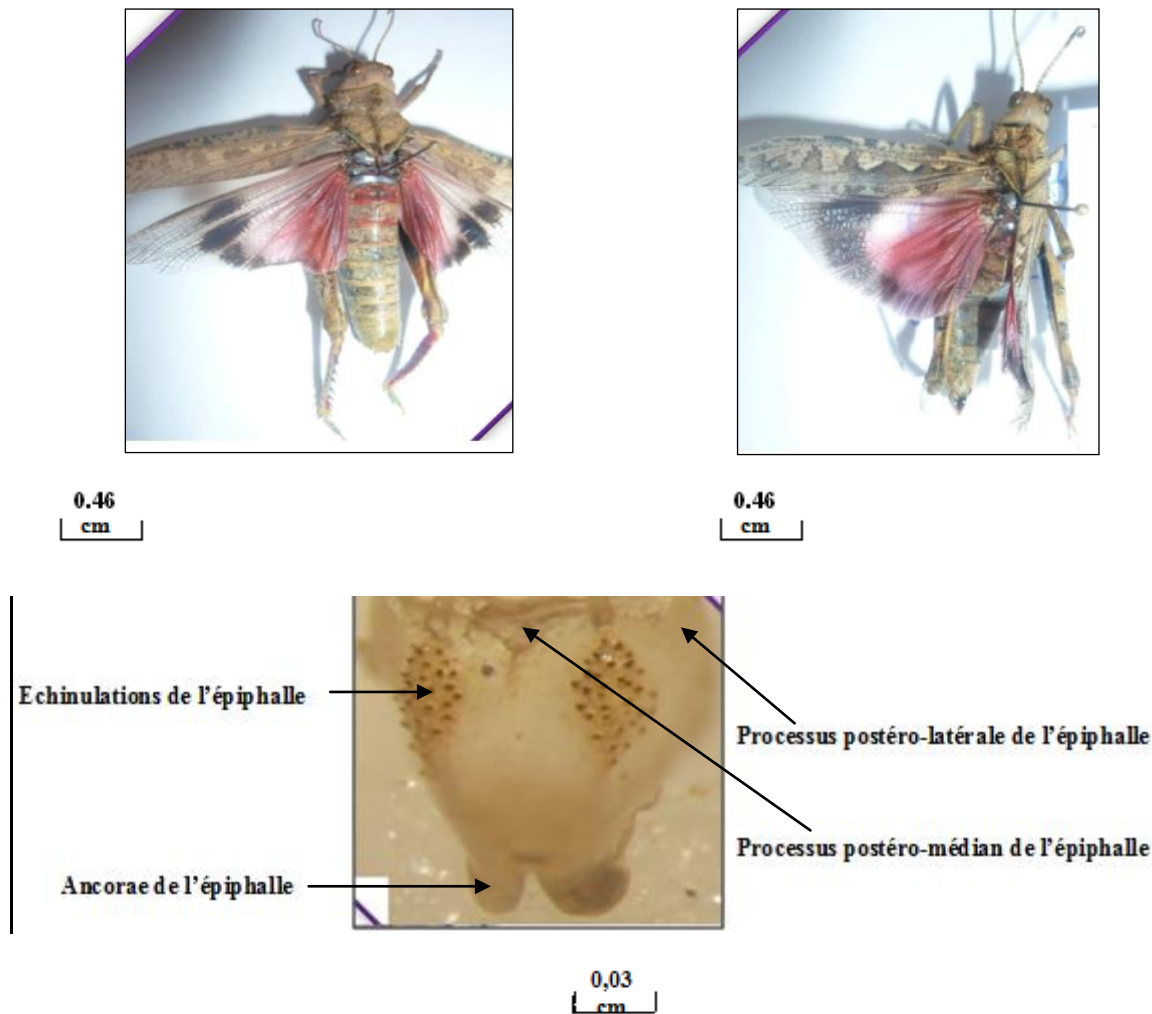 0.46
cm
0.46
cm
Echinulations de l'épiphalle
Processus postéro-latérale de l'épiphalle
Processus postéro-médian de l'épiphalle
Ancorae de l'épiphalle
0,03
cm